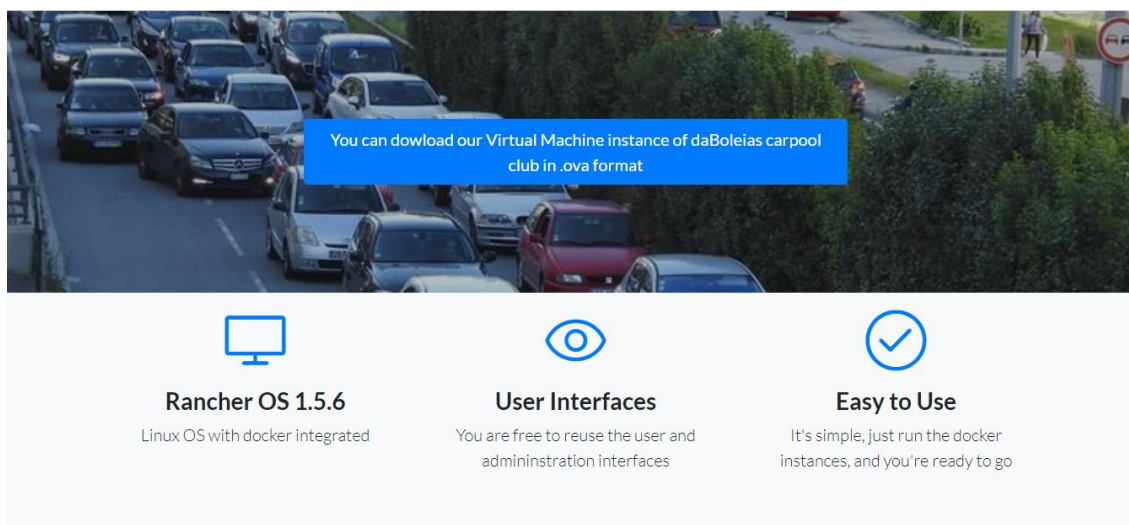 You can dowload our Virtual Machine instance of daBoleias carpool
club in .ova format
Rancher OS 1.5.6
Linux OS with docker integrated
User Interfaces
You are free to reuse the user and
admininstration interfaces
Easy to Use
It's simple, just run the docker
instances, and you're ready to go